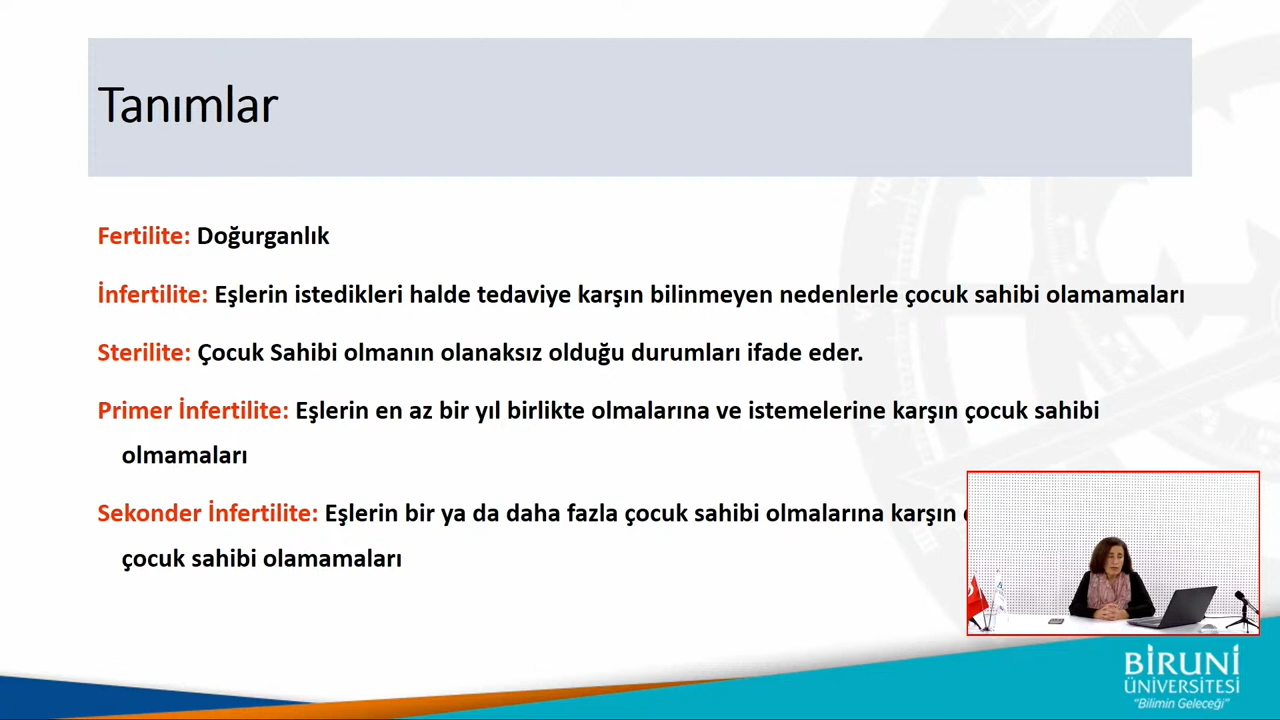 Tanımlar
Fertilite: Doğurganlık
İnfertilite: Eşlerin istedikleri halde tedaviye karşın bilinmeyen nedenlerle çocuk sahibi olamamaları
Sterilite: Çocuk Sahibi olmanın olanaksız olduğu durumları ifade eder.
Primer İnfertilite: Eşlerin en az bir yıl birlikte olmalarına ve istemelerine karşın çocuk sahibi
olmamaları
Sekonder İnfertilite: Eşlerin bir ya da daha fazla çocuk sahibi olmalarına karşın
çocuk sahibi olamamaları
BİRUNİ
ÜNİVERSİTESİ
"Bilimin Geleceği"